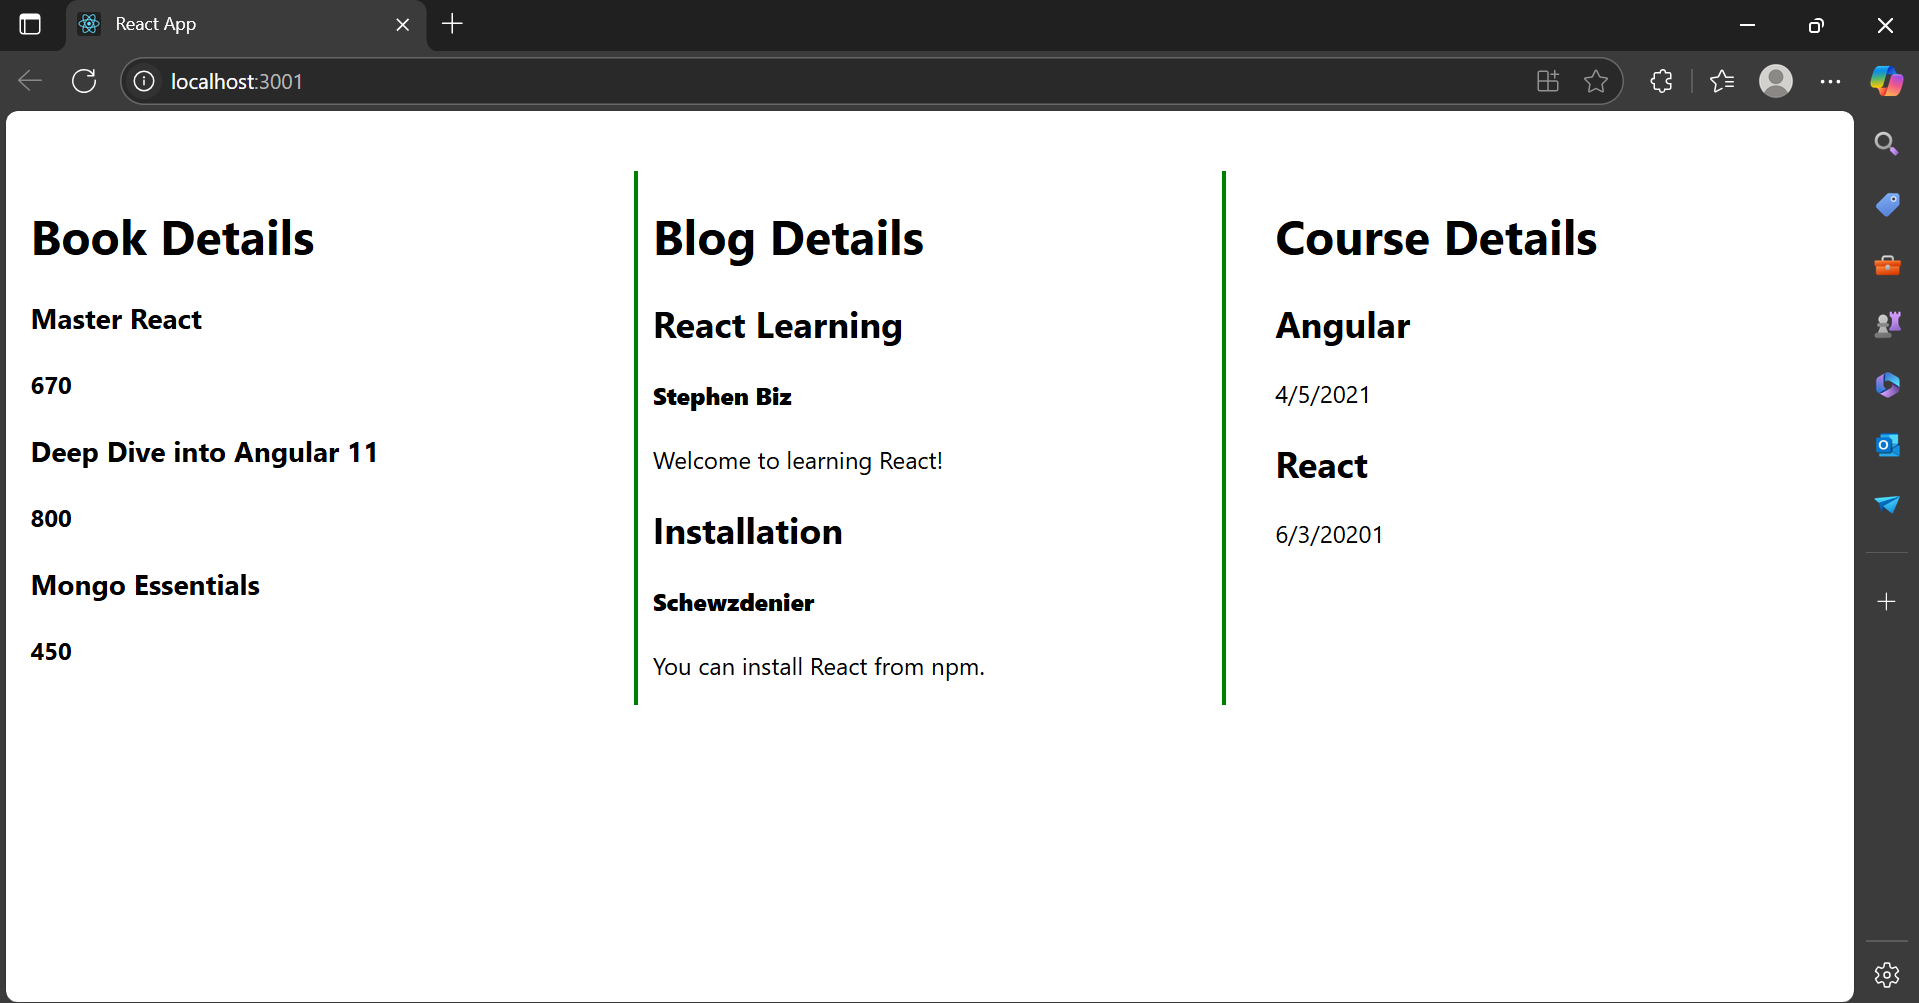 React App
localhost:3001
Book Details
Master React
670
Deep Dive into Angular 11
800
Mongo Essentials
450
Blog Details
React Learning
Stephen Biz
Welcome to learning React!
Installation
Schewzdenier
You can install React from npm.
Course Details
Angular
4/5/2021
React
6/3/20201